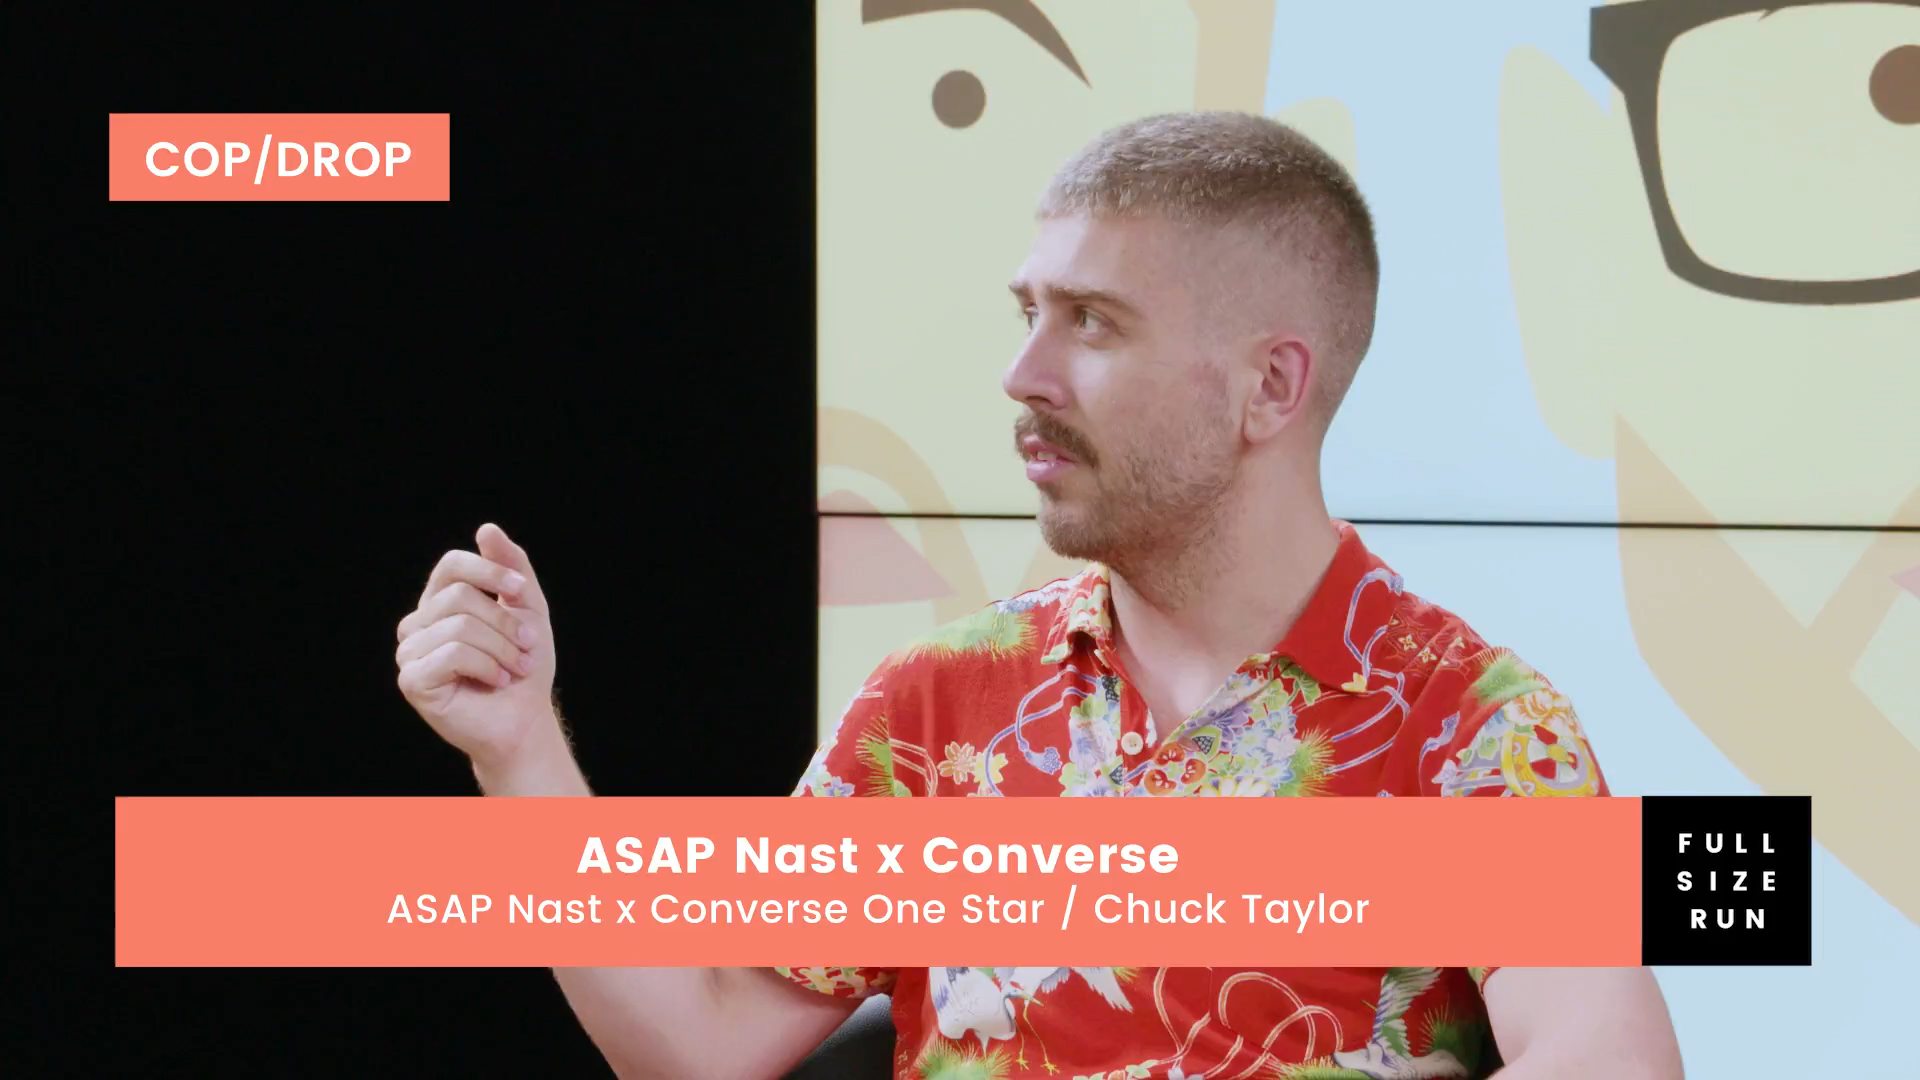 COP/DROP
ASAP Nast x Converse
ASAP Nast x Converse One Star / Chuck Taylor
FULL
SIZE
RUN